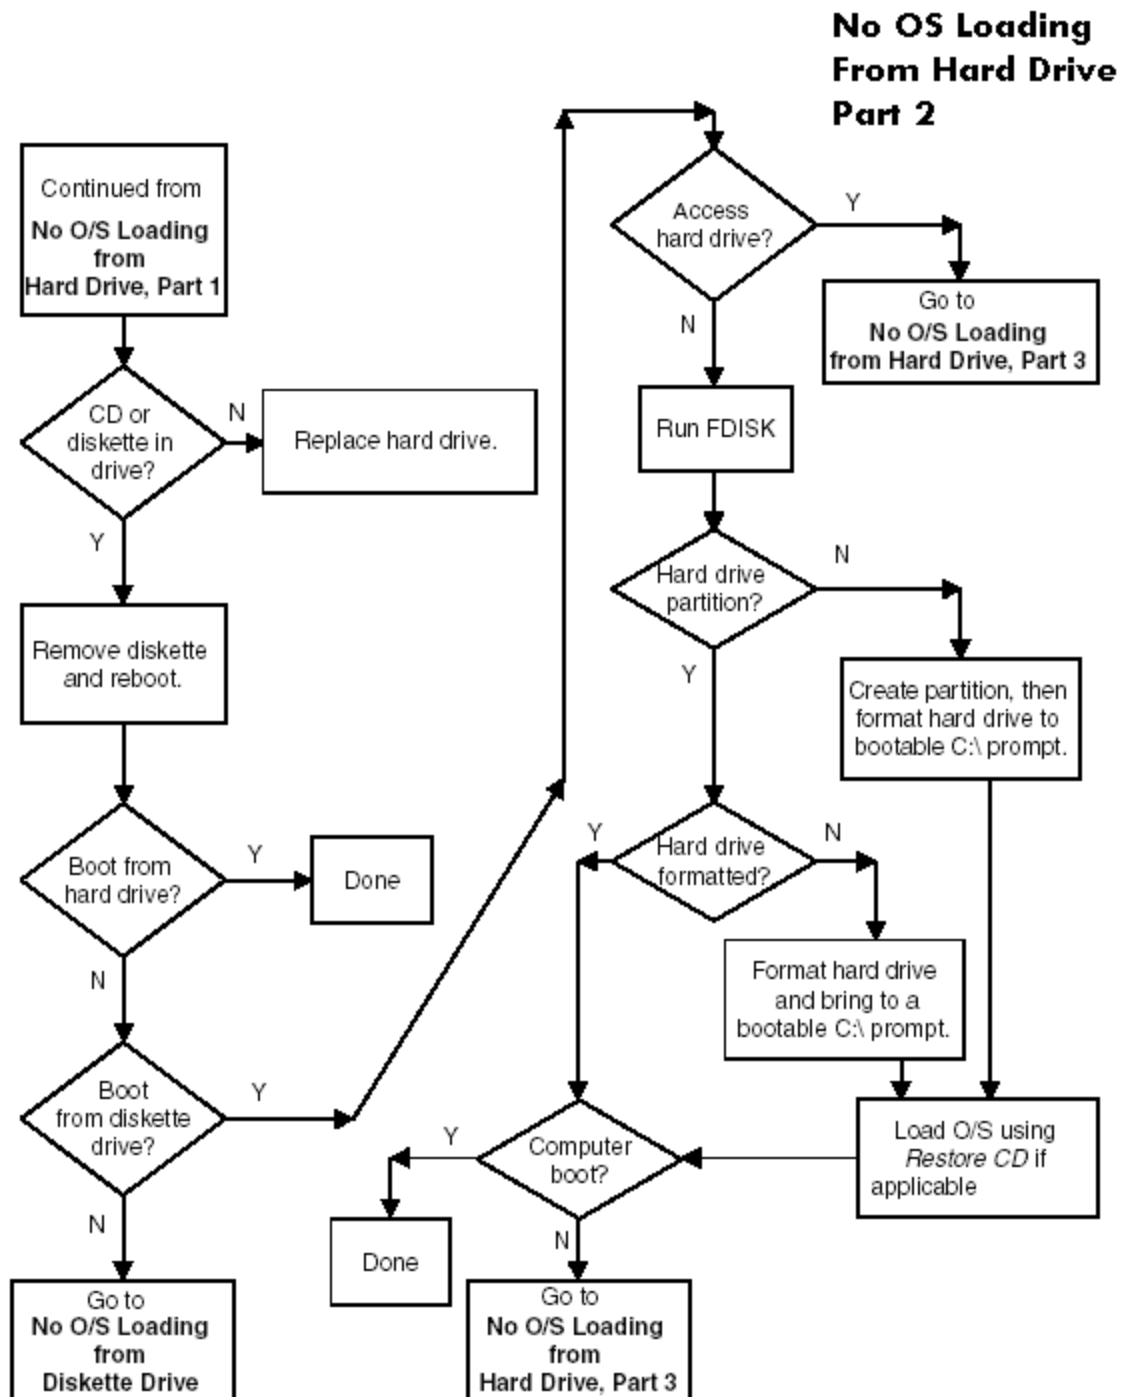 No OS Loading
From Hard Drive
Part 2
Continued from
No O/S Loading
from
Hard Drive, Part 1
CD or
diskette in
drive?
N
Replace hard drive.
Y
Remove diskette
and reboot.
Boot from
hard drive?
Y
Done
N
Boot
from diskette
drive?
Y
N
Go to
No O/S Loading
from
Diskette Drive
Access
hard drive?
Y
Go to
No O/S Loading
from Hard Drive, Part 3
N
Run FDISK
Hard drive
partition?
N
Create partition, then
format hard drive to
bootable C:\ prompt.
Y
Hard drive
formatted?
Y
N
Format hard drive
and bring to a
bootable C:\ prompt.
Load O/S using
Restore CD if
applicable
Computer
boot?
Y
Done
N
Go to
No O/S Loading
from
Hard Drive, Part 3